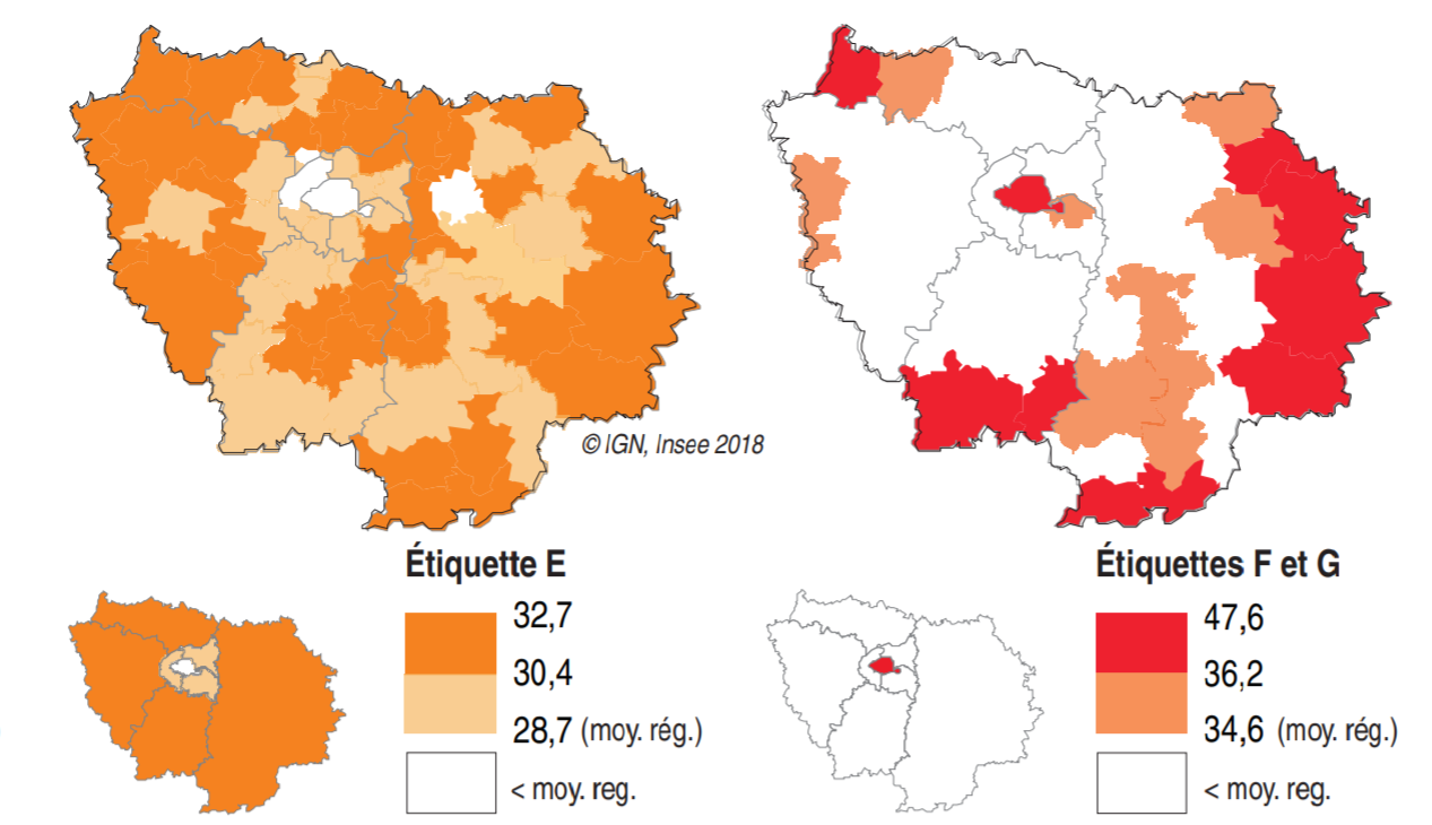 © IGN, Insee 2018
Étiquette E
32,7
30,4
28,7 (moy. rég.)
< moy. reg.
Étiquettes F et G
47,6
36,2
34,6 (moy. rég.)
< moy. reg.